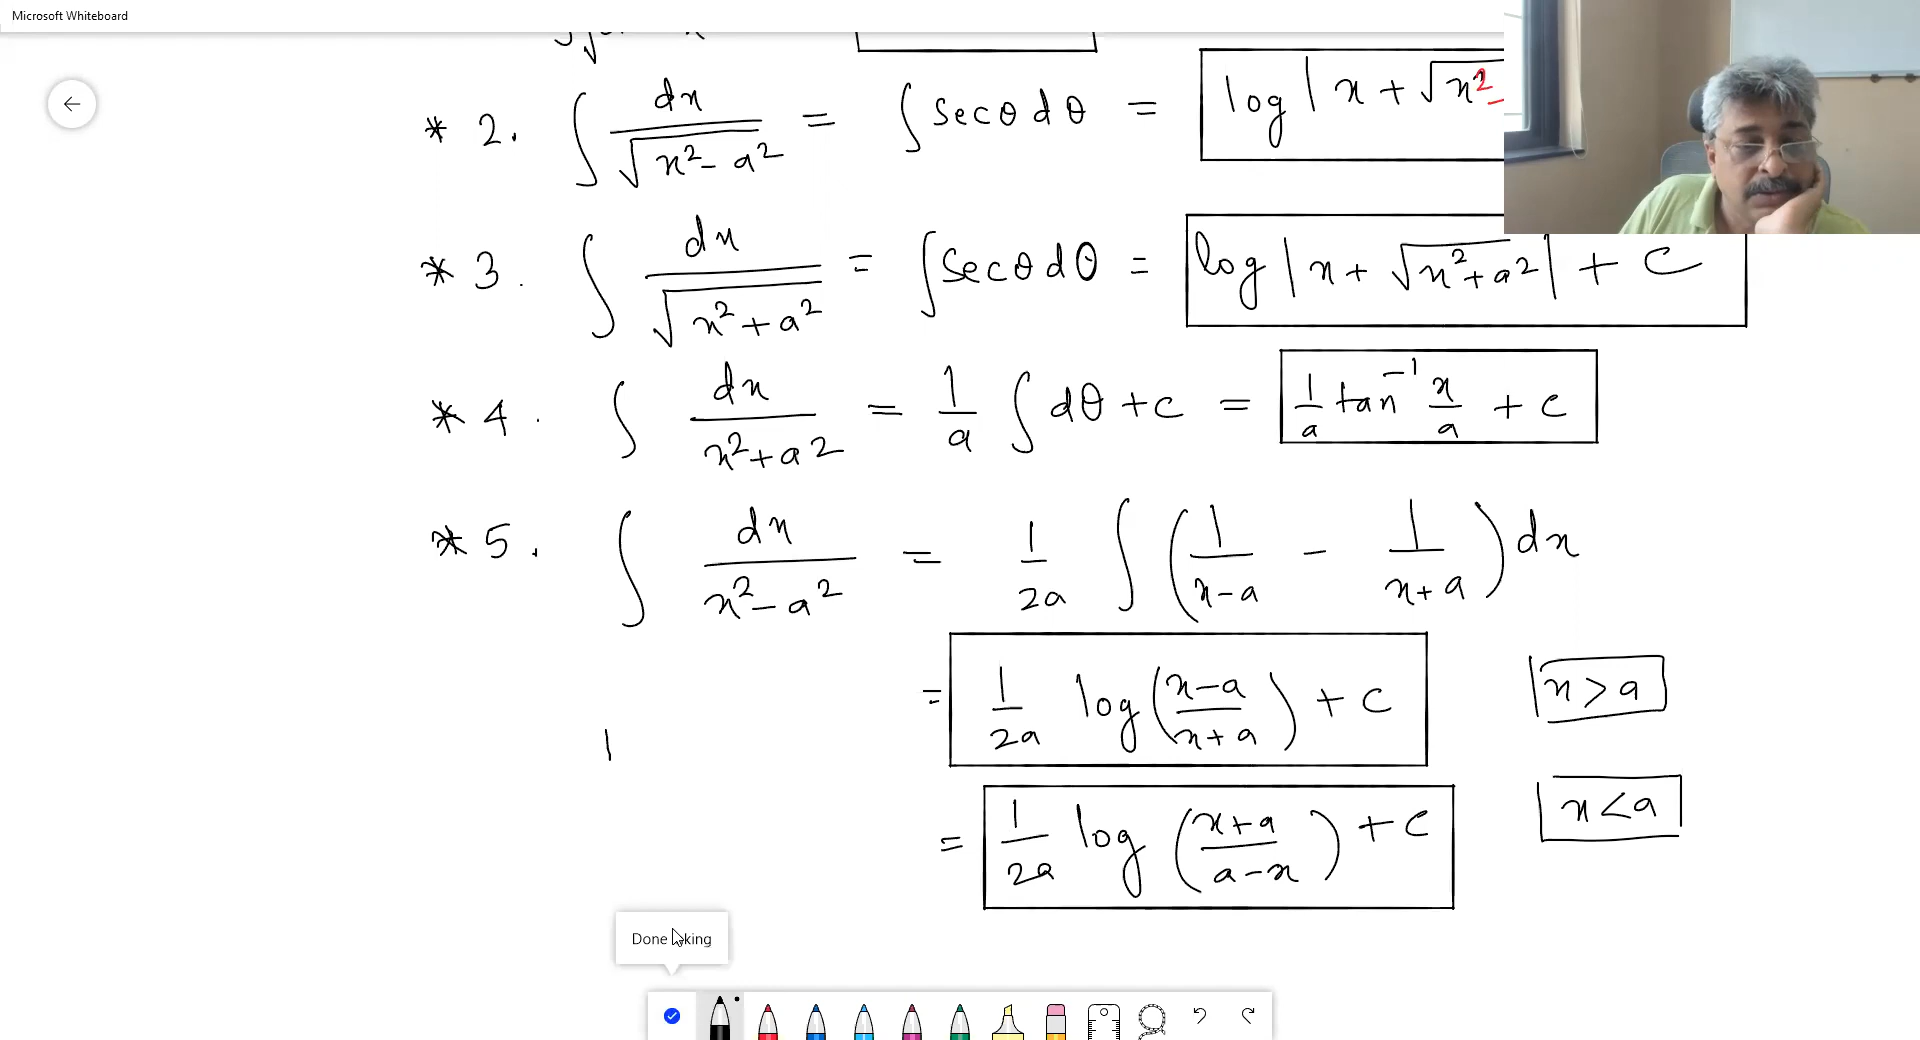 Microsoft Whiteboard
* 2. ∫ dx / √(x² - a²) = ∫ secθ dθ = log | x + √x² -
* 3. ∫ dx / √(x² + a²) = ∫ secθ dθ = log | x + √(x² + a²) | + c
* 4. ∫ dx / (x² + a²) = 1/a ∫ dθ + c = 1/a tan⁻¹ x/a + c
* 5. ∫ dx / (x² - a²) = 1/2a ∫ ( 1/(x-a) - 1/(x+a) ) dx
= 1/2a log ( (x-a)/(x+a) ) + c x > a
= 1/2a log ( (x+a)/(a-x) ) + c x < a
Done